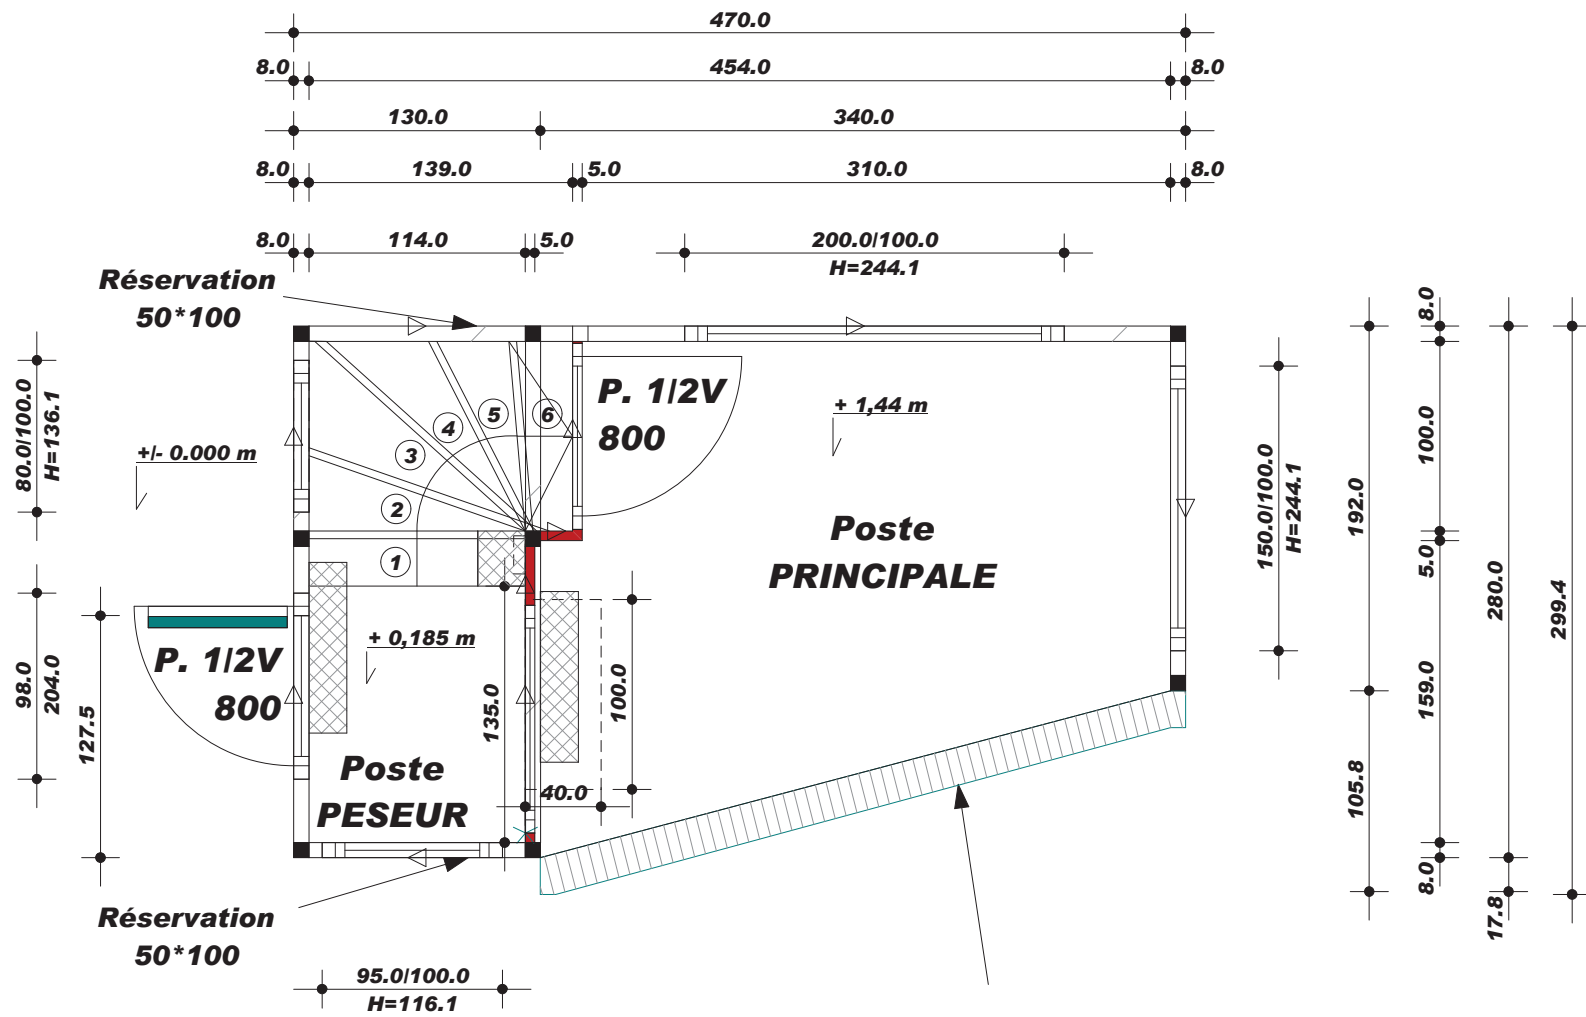 470.0
8.0 454.0 8.0
130.0 340.0
8.0 139.0 5.0 310.0 8.0
8.0 114.0 5.0 200.0/100.0
H=244.1
Réservation
50*100
80.0/100.0
H=136.1
+/- 0.000 m
98.0
204.0
127.5
P. 1/2V
800
1
2
3
4
5
6
P. 1/2V
800
+ 1,44 m
Poste
PRINCIPALE
+ 0,185 m
135.0
100.0
40.0
Poste
PESEUR
Réservation
50*100
95.0/100.0
H=116.1
150.0/100.0
H=244.1
192.0
105.8
8.0
100.0
5.0
159.0
8.0
280.0
17.8
299.4